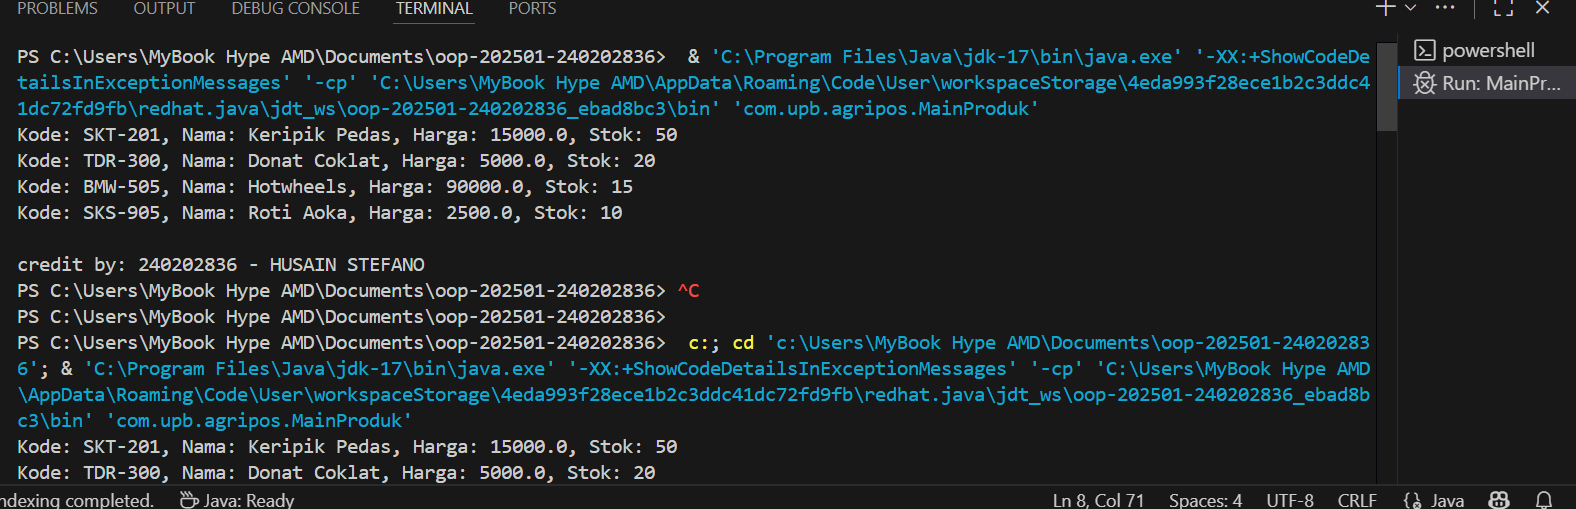 PROBLEMS OUTPUT DEBUG CONSOLE TERMINAL PORTS
PS C:\Users\MyBook Hype AMD\Documents\oop-202501-240202836>  & 'C:\Program Files\Java\jdk-17\bin\java.exe' '-XX:+ShowCodeDe
tailsInExceptionMessages' '-cp' 'C:\Users\MyBook Hype AMD\AppData\Roaming\Code\User\workspaceStorage\4eda993f28ece1b2c3ddc4
1dc72fd9fb\redhat.java\jdt_ws\oop-202501-240202836_ebad8bc3\bin' 'com.upb.agripos.MainProduk'
Kode: SKT-201, Nama: Keripik Pedas, Harga: 15000.0, Stok: 50
Kode: TDR-300, Nama: Donat Coklat, Harga: 5000.0, Stok: 20
Kode: BMW-505, Nama: Hotwheels, Harga: 90000.0, Stok: 15
Kode: SKS-905, Nama: Roti Aoka, Harga: 2500.0, Stok: 10
credit by: 240202836 - HUSAIN STEFANO
PS C:\Users\MyBook Hype AMD\Documents\oop-202501-240202836> ^C
PS C:\Users\MyBook Hype AMD\Documents\oop-202501-240202836>
PS C:\Users\MyBook Hype AMD\Documents\oop-202501-240202836>  c:; cd 'c:\Users\MyBook Hype AMD\Documents\oop-202501-24020283
6'; & 'C:\Program Files\Java\jdk-17\bin\java.exe' '-XX:+ShowCodeDetailsInExceptionMessages' '-cp' 'C:\Users\MyBook Hype AMD
\AppData\Roaming\Code\User\workspaceStorage\4eda993f28ece1b2c3ddc41dc72fd9fb\redhat.java\jdt_ws\oop-202501-240202836_ebad8b
c3\bin' 'com.upb.agripos.MainProduk'
Kode: SKT-201, Nama: Keripik Pedas, Harga: 15000.0, Stok: 50
Kode: TDR-300, Nama: Donat Coklat, Harga: 5000.0, Stok: 20
powershell
Run: MainPr...
ndexing completed. Java: Ready Ln 8, Col 71 Spaces: 4 UTF-8 CRLF Java